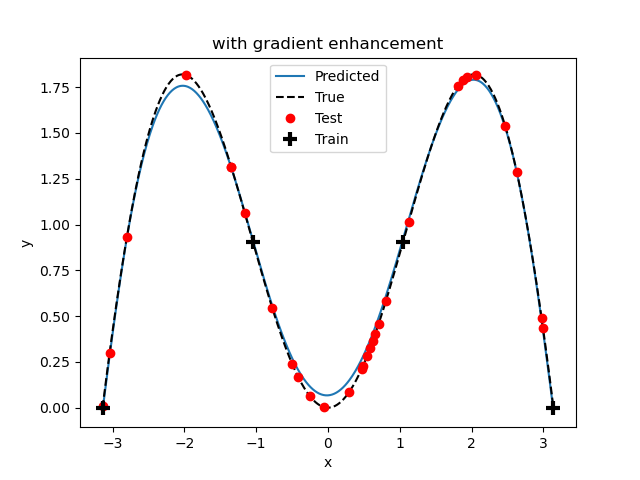 with gradient enhancement
Predicted
True
Test
Train
y
1.75
1.50
1.25
1.00
0.75
0.50
0.25
0.00
−3
−2
−1
0
1
2
3
x